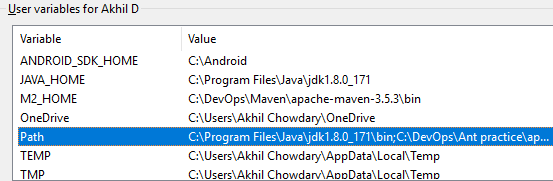 User variables for Akhil D
Variable Value
ANDROID_SDK_HOME C:\Android
JAVA_HOME C:\Program Files\Java\jdk1.8.0_171
M2_HOME C:\DevOps\Maven\apache-maven-3.5.3\bin
OneDrive C:\Users\Akhil Chowdary\OneDrive
Path C:\Program Files\Java\jdk1.8.0_171\bin;C:\DevOps\Ant practice\ap...
TEMP C:\Users\Akhil Chowdary\AppData\Local\Temp
TMP C:\Users\Akhil Chowdary\AppData\Local\Temp